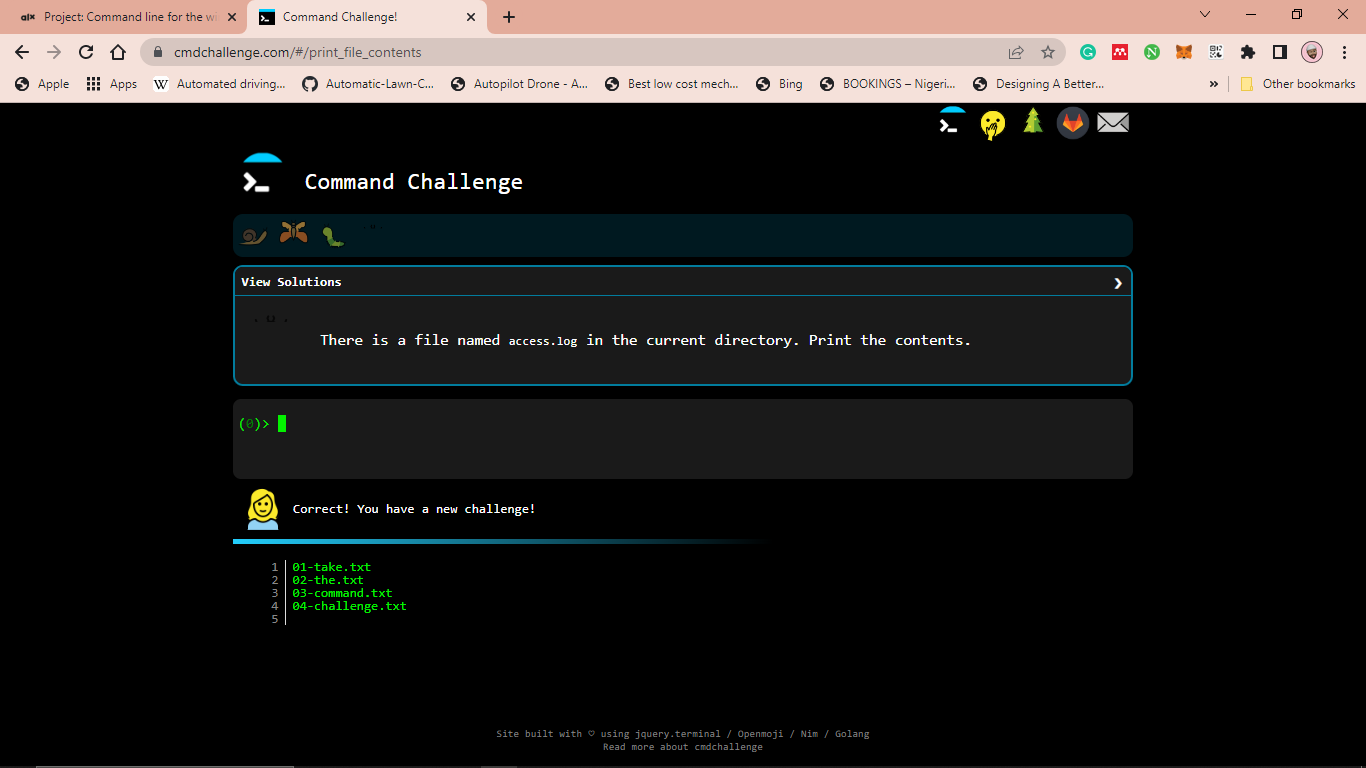 alx Project: Command line for the wi
Command Challenge!
cmdchallenge.com/#/print_file_contents
Apple Apps W Automated driving... Automatic-Lawn-C... Autopilot Drone - A... Best low cost mech... Bing BOOKINGS – Nigeri... Designing A Better... » Other bookmarks
Command Challenge
View Solutions
There is a file named access.log in the current directory. Print the contents.
(0)>
Correct! You have a new challenge!
1 01-take.txt
2 02-the.txt
3 03-command.txt
4 04-challenge.txt
5
Site built with ♡ using jquery.terminal / Openmoji / Nim / Golang
Read more about cmdchallenge